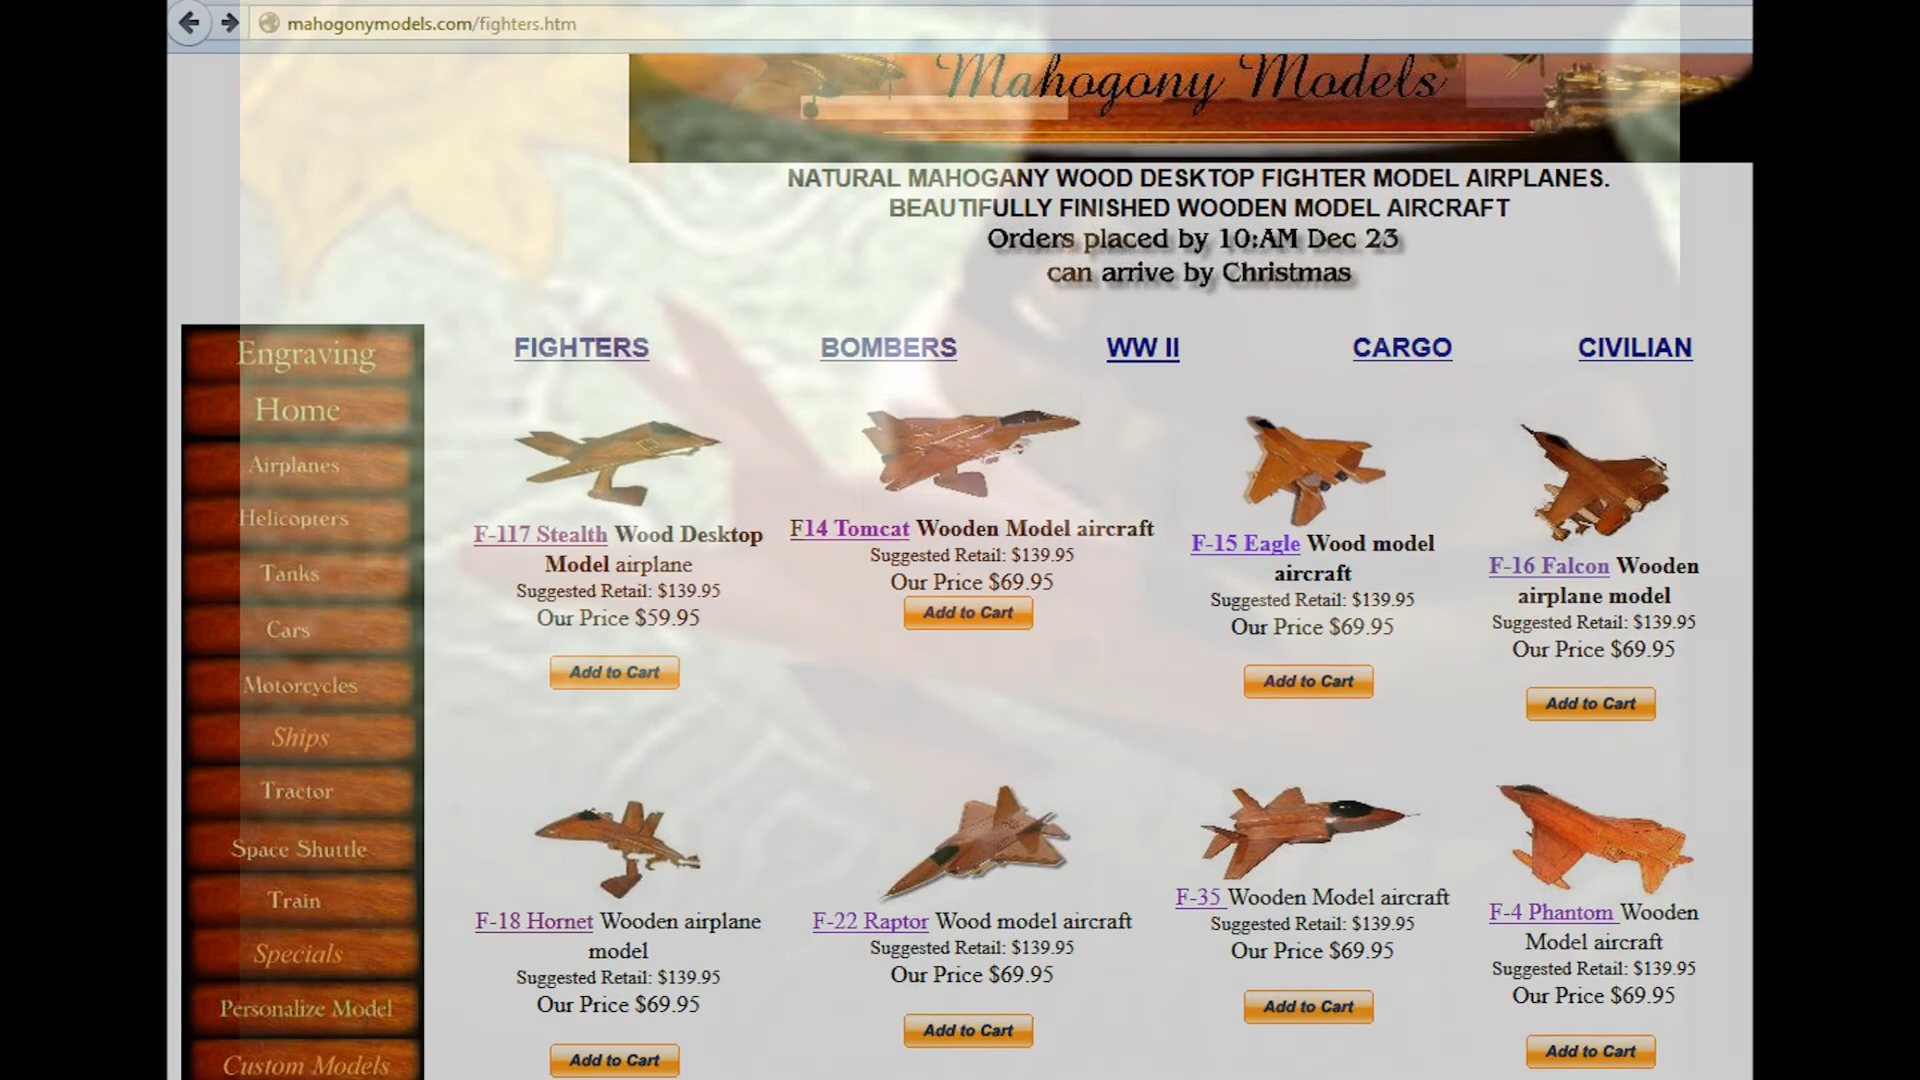 mahogonymodels.com/fighters.htm
Mahogony Models
NATURAL MAHOGANY WOOD DESKTOP FIGHTER MODEL AIRPLANES.
BEAUTIFULLY FINISHED WOODEN MODEL AIRCRAFT
Orders placed by 10:AM Dec 23
can arrive by Christmas
Engraving
Home
Airplanes
Helicopters
Tanks
Cars
Motorcycles
Ships
Tractor
Space Shuttle
Train
Specials
Personalize Model
Custom Models
FIGHTERS
BOMBERS
WW II
CARGO
CIVILIAN
F-117 Stealth Wood Desktop
Model airplane
Suggested Retail: $139.95
Our Price $59.95
Add to Cart
F14 Tomcat Wooden Model aircraft
Suggested Retail: $139.95
Our Price $69.95
Add to Cart
F-15 Eagle Wood model
aircraft
Suggested Retail: $139.95
Our Price $69.95
Add to Cart
F-16 Falcon Wooden
airplane model
Suggested Retail: $139.95
Our Price $69.95
Add to Cart
F-18 Hornet Wooden airplane
model
Suggested Retail: $139.95
Our Price $69.95
Add to Cart
F-22 Raptor Wood model aircraft
Suggested Retail: $139.95
Our Price $69.95
Add to Cart
F-35 Wooden Model aircraft
Suggested Retail: $139.95
Our Price $69.95
Add to Cart
F-4 Phantom Wooden
Model aircraft
Suggested Retail: $139.95
Our Price $69.95
Add to Cart